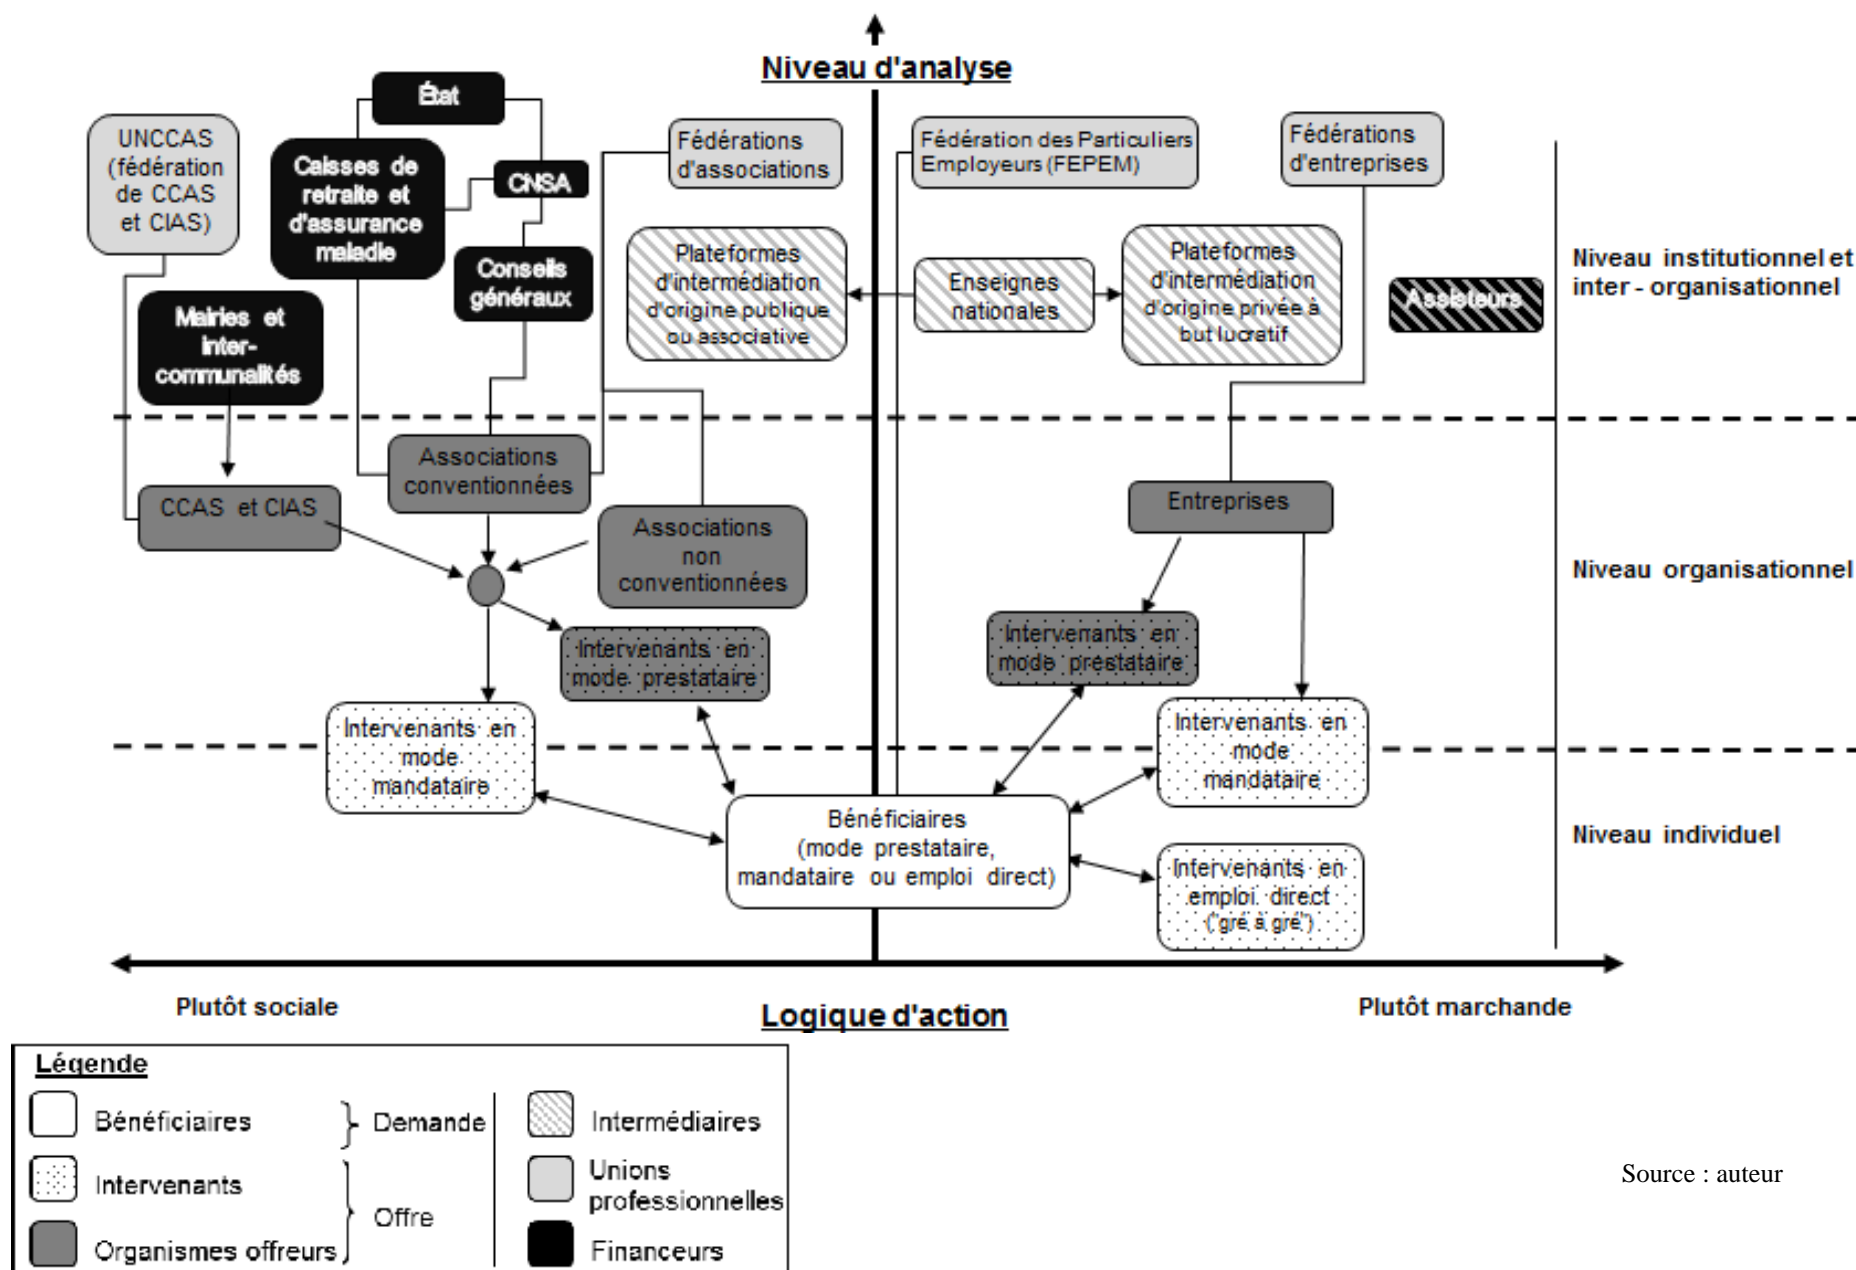 Niveau d'analyse
État
UNCCAS
(fédération
de CCAS
et CIAS)
Caisses de
retraite et
d'assurance
maladie
CNSA
Fédérations
d'associations
Fédération des Particuliers
Employeurs (FEPEM)
Fédérations
d'entreprises
Conseils
généraux
Plateformes
d'intermédiation
d'origine publique
ou associative
Enseignes
nationales
Plateformes
d'intermédiation
d'origine privée à
but lucratif
Assisteurs
Niveau institutionnel et
inter - organisationnel
Mairies et
inter-
communalités
Associations
conventionnées
CCAS et CIAS
Associations
non
conventionnées
Entreprises
Niveau organisationnel
Intervenants en
mode prestataire
Intervenants en
mode prestataire
Intervenants en
mode
mandataire
Intervenants en
mode
mandataire
Bénéficiaires
(mode prestataire,
mandataire ou emploi direct)
Niveau individuel
Intervenants en
emploi direct
("gré à gré")
Plutôt sociale
Logique d'action
Plutôt marchande
Légende
Bénéficiaires
Demande
Intervenants
Offre
Organismes offreurs
Intermédiaires
Unions
professionnelles
Financeurs
Source : auteur